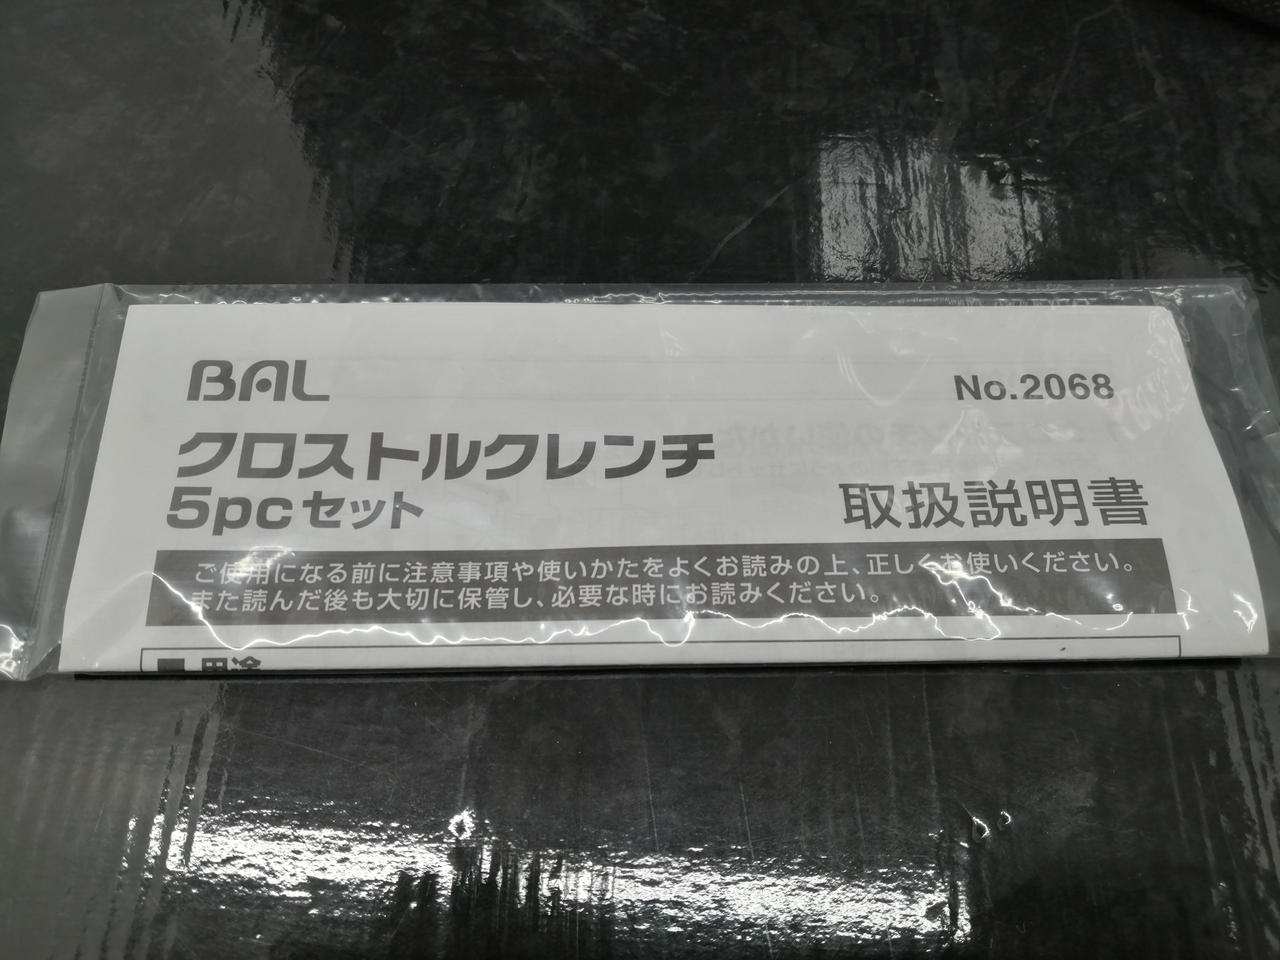 BAL
No.2068
クロストルクレンチ
5pcセット
取扱説明書
ご使用になる前に注意事項や使いかたをよくお読みの上、正しくお使いください。
また読んだ後も大切に保管し、必要な時にお読みください。
■ 用途